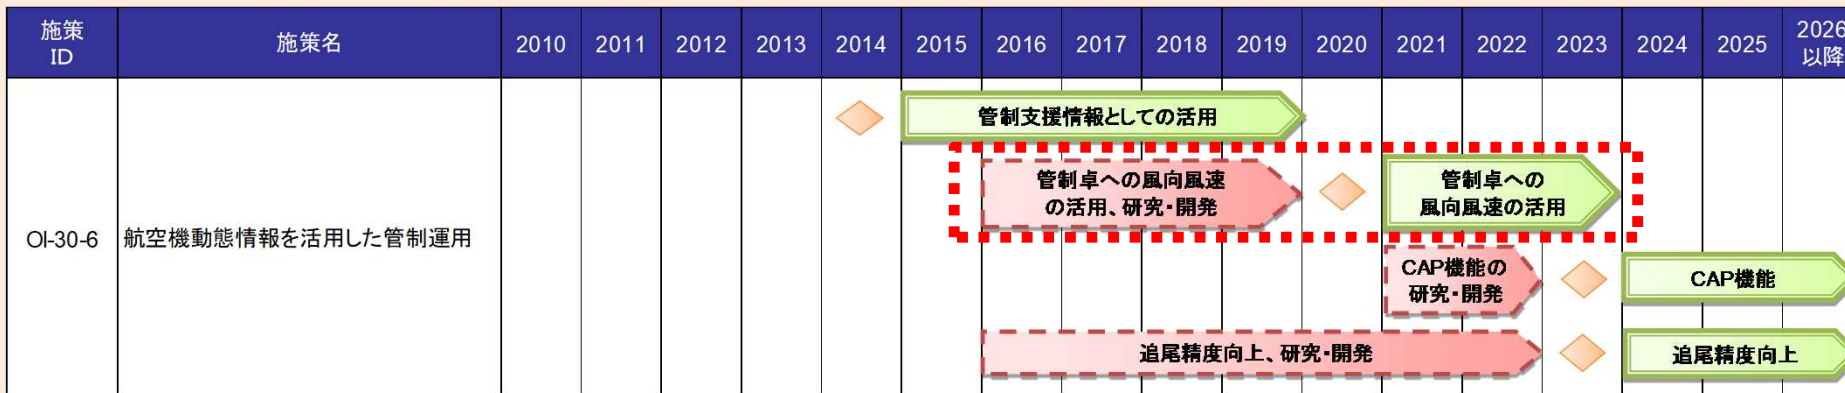 施策
ID
施策名
2010
2011
2012
2013
2014
2015
2016
2017
2018
2019
2020
2021
2022
2023
2024
2025
2026
以降
OI-30-6
航空機動態情報を活用した管制運用
管制支援情報としての活用
管制卓への風向風速
の活用、研究・開発
管制卓への
風向風速の活用
CAP機能の
研究・開発
CAP機能
追尾精度向上、研究・開発
追尾精度向上